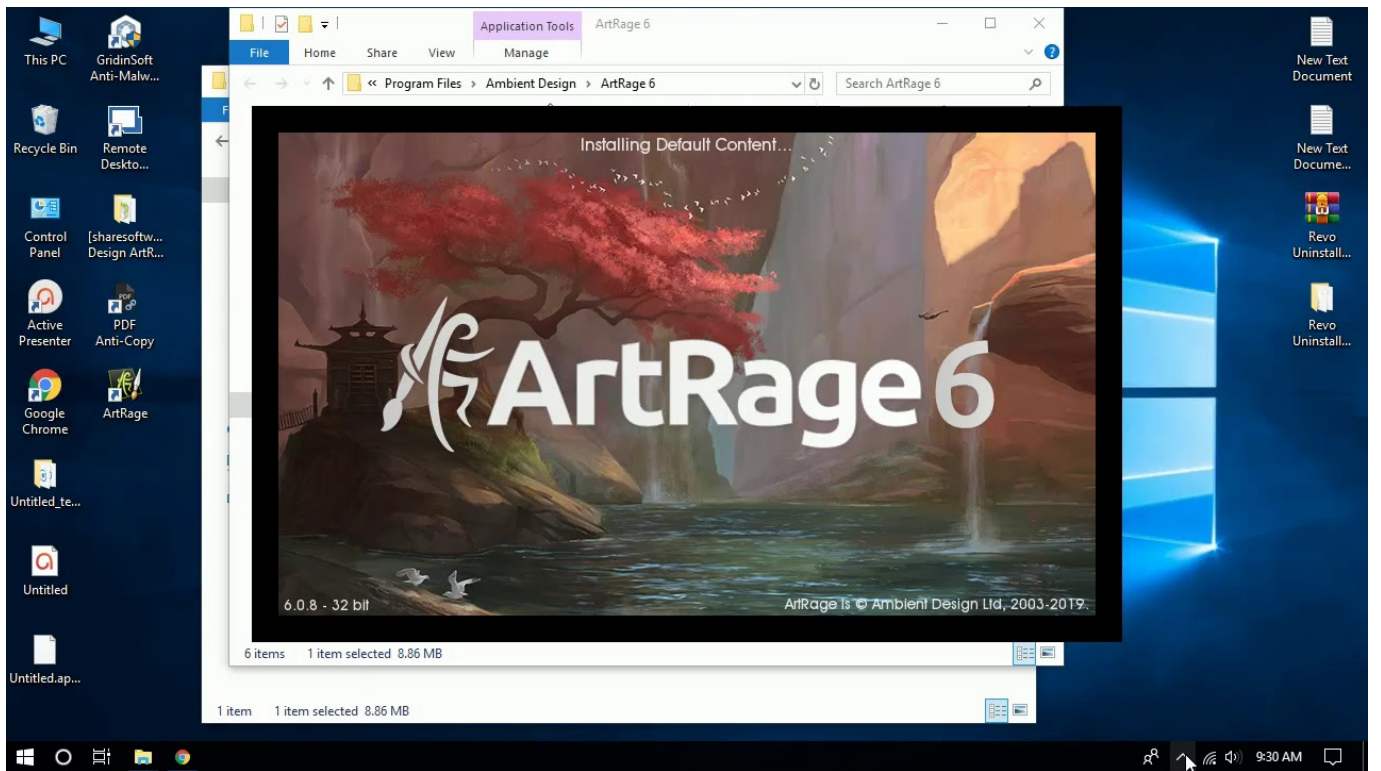 Application Tools
ArtRage 6
File
Home
Share
View
Manage
« Program Files > Ambient Design > ArtRage 6
Search ArtRage 6
F
Installing Default Content...
ArtRage 6
6.0.8 - 32 bit
ArtRage is © Ambient Design Ltd, 2003-2019.
6 items
1 item selected 8.86 MB
1 item
1 item selected 8.86 MB
This PC
GridinSoft
Anti-Malw...
Recycle Bin
Remote
Deskto...
Control
Panel
[sharesoftw...
Design ArtR...
Active
Presenter
PDF
PDF
Anti-Copy
Google
Chrome
ArtRage
Untitled_te...
Untitled
Untitled.ap...
New Text
Document
New Text
Docume...
Revo
Uninstall...
Revo
Uninstall...
9:30 AM